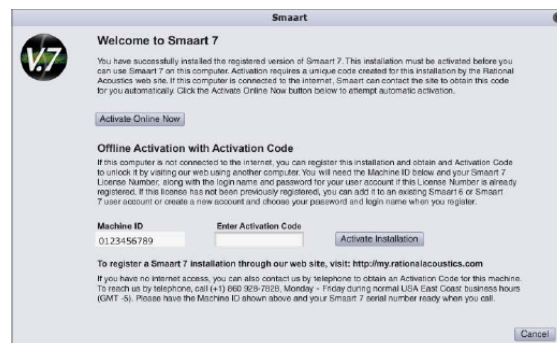 Smaart
V.7
Welcome to Smaart 7
You have successfully installed the registered version of Smaart 7. This installation must be activated before you
can use Smaart 7 on this computer. Activation requires a unique code created for this installation by the Rational
Acoustics web site. If this computer is connected to the internet, Smaart can contact the site to obtain this code
for you automatically. Click the Activate Online Now button below to attempt automatic activation.
Activate Online Now
Offline Activation with Activation Code
If this computer is not connected to the internet, you can register this installation and obtain and Activation Code
to unlock it by visiting our web using another computer. You will need the Machine ID below and your Smaart 7
License Number, along with the login name and password for your user account if this License Number is already
registered. If this license has not been previously registered, you can add it to an existing Smaart 6 or Smaart
7 user account or create a new account and choose your password and login name when you register.
Machine ID
Enter Activation Code
0123456789
Activate Installation
To register a Smaart 7 installation through our web site, visit: http://my.rationalacoustics.com
If you have no internet access, you can also contact us by telephone to obtain an Activation Code for this machine.
To reach us by telephone, call (+1) 860 928-7828, Monday - Friday during normal USA East Coast business hours
(GMT -5). Please have the Machine ID shown above and your Smaart 7 serial number ready when you call.
Cancel